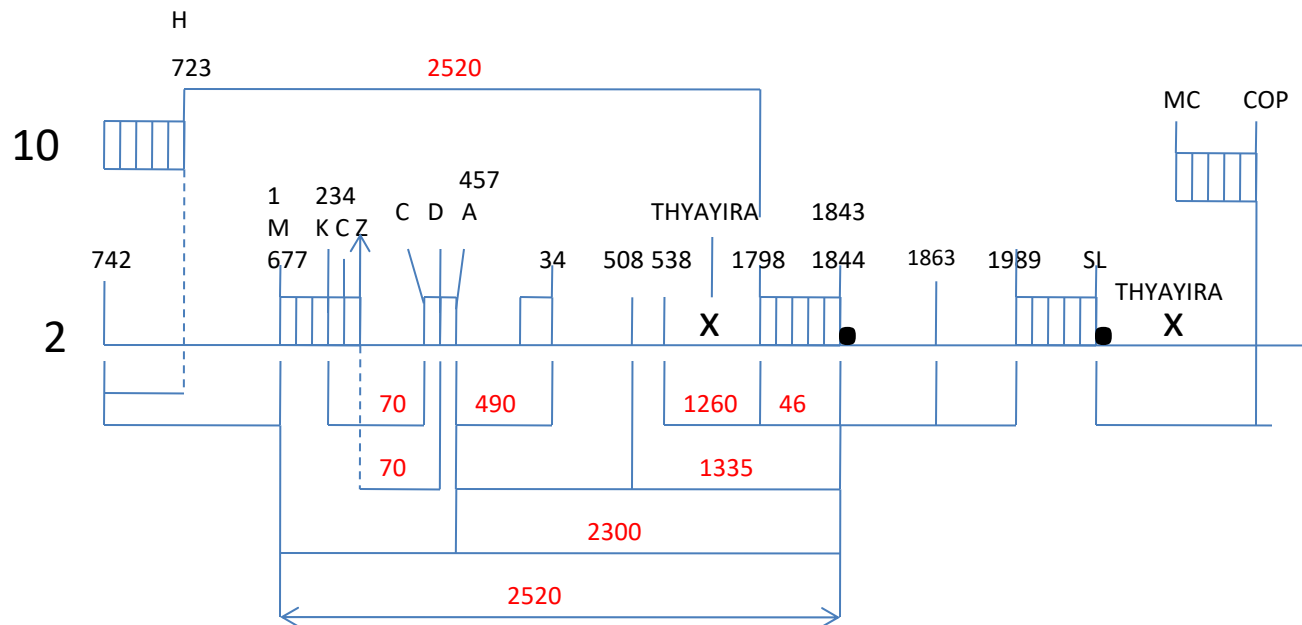 H
723 2520
MC COP
10
457
1 234 C D A THYAYIRA 1843
M K C Z
742 677 34 508 538 1798 1844 1863 1989 SL
THYAYIRA
X X
2
70 490 1260 46
70 1335
2300
2520